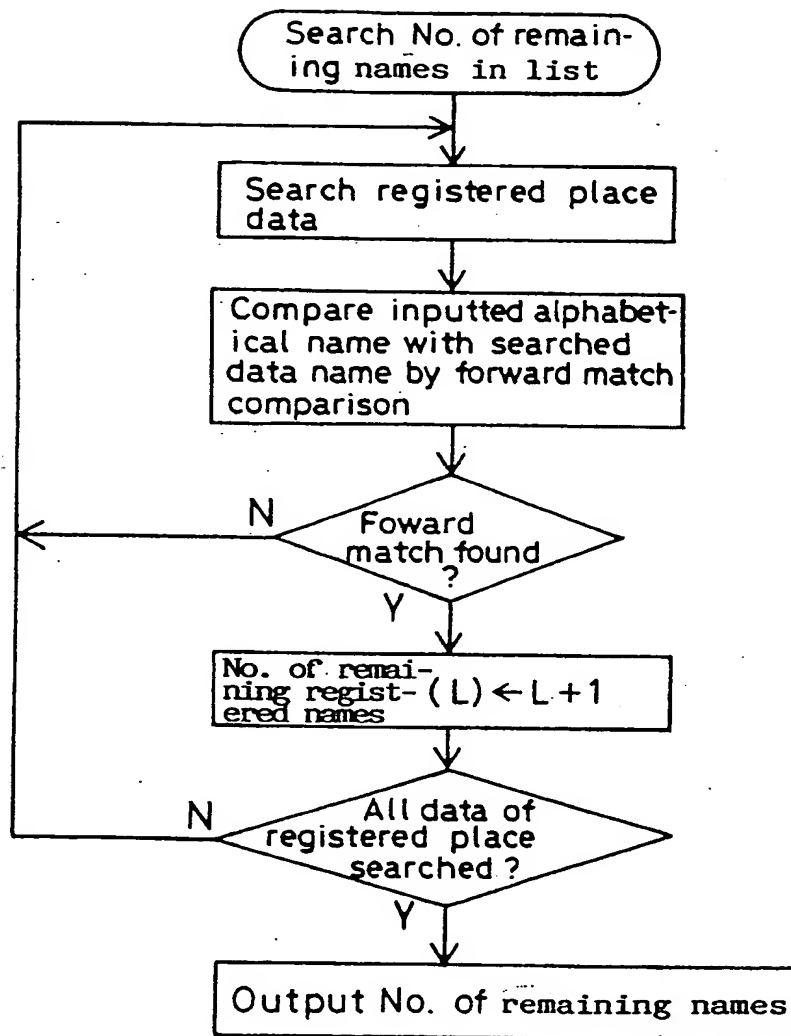 Search No. of remain-
ing names in list
Search registered place
data
Compare inputted alphabet-
ical name with searched
data name by forward match
comparison
N
Foward
match found
?
Y
No. of remai-
ning regist-
ered names
(L) ← L + 1
N
All data of
registered place
searched ?
Y
Output No. of remaining names